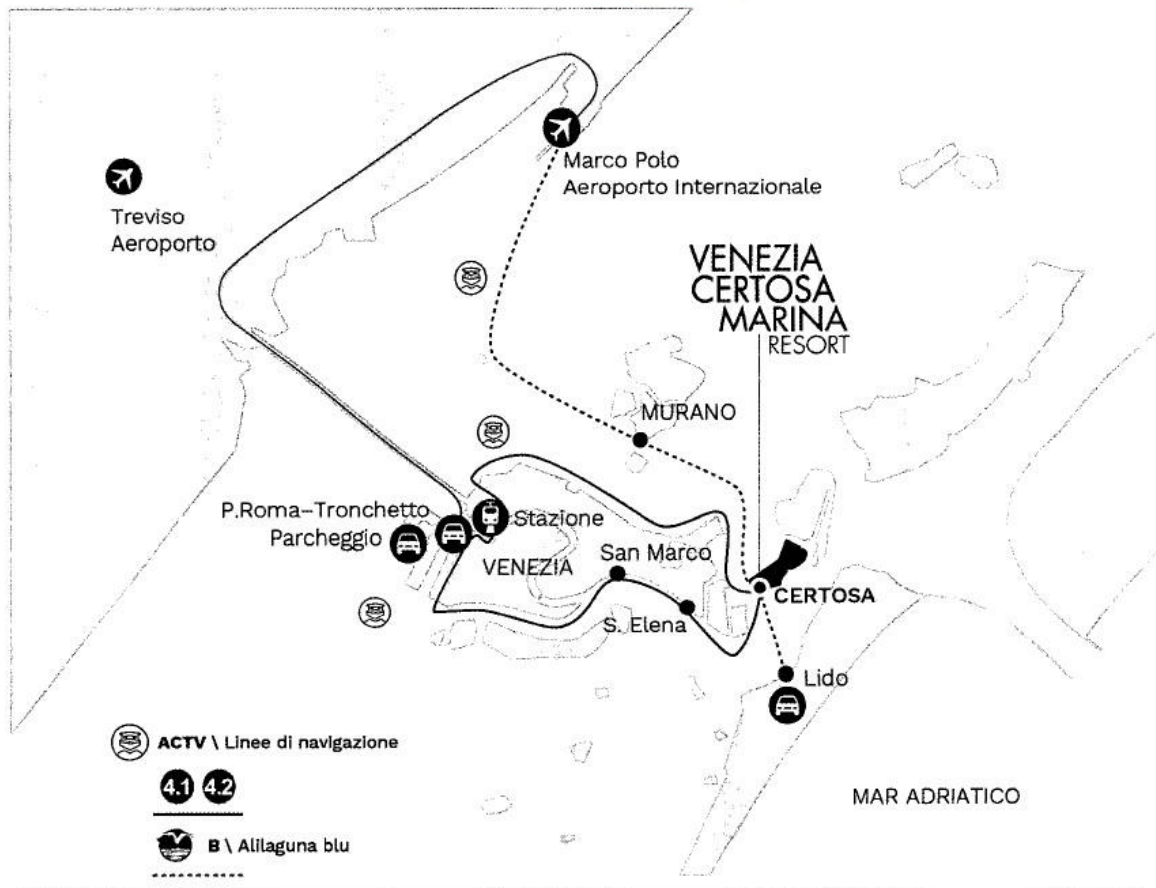 Marco Polo
Aeroporto Internazionale
Treviso
Aeroporto
VENEZIA
CERTOSA
MARINA
RESORT
MURANO
P.Roma–Tronchetto
Parcheggio
Stazione
VENEZIA
San Marco
S. Elena
CERTOSA
Lido
ACTV \ Linee di navigazione
4.1 4.2
B \ Alilaguna blu
MAR ADRIATICO